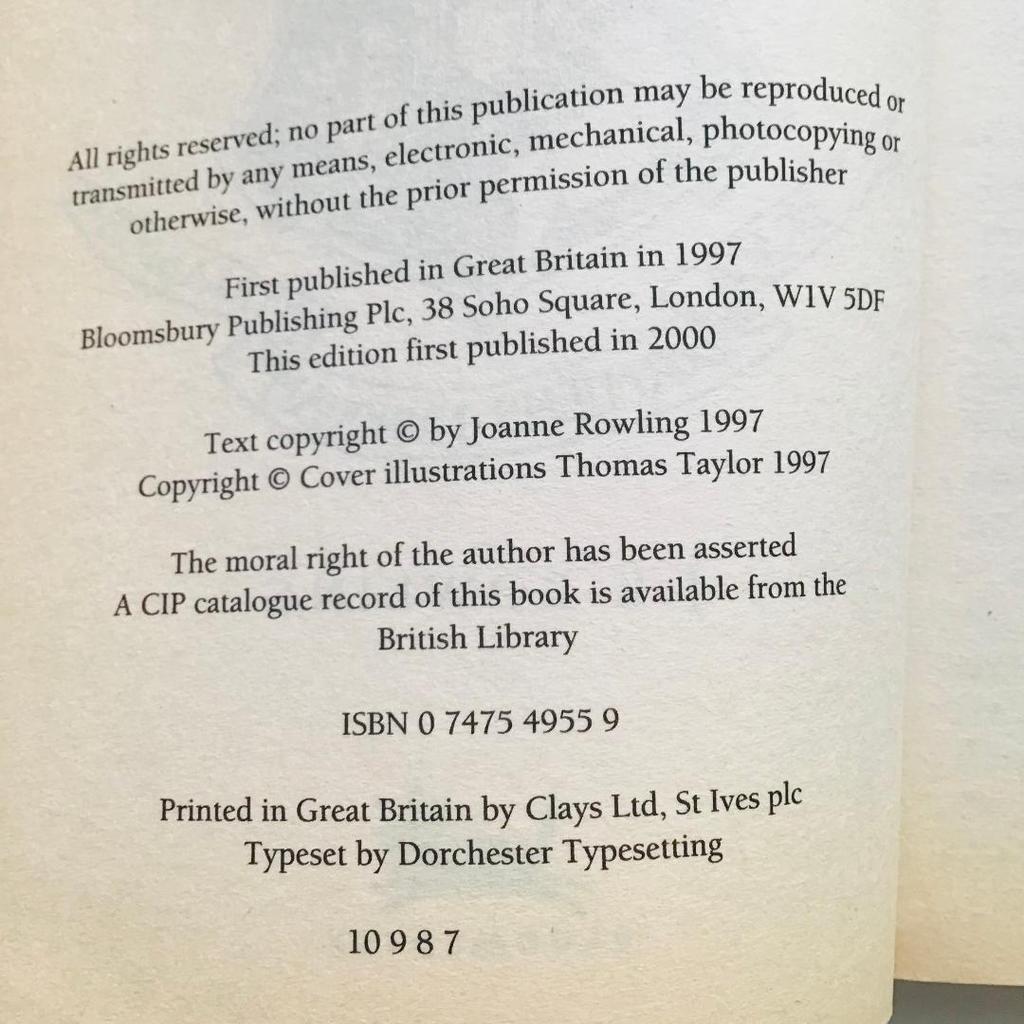 All rights reserved; no part of this publication may be reproduced or
transmitted by any means, electronic, mechanical, photocopying or
otherwise, without the prior permission of the publisher
First published in Great Britain in 1997
Bloomsbury Publishing Plc, 38 Soho Square, London, W1V 5DF
This edition first published in 2000
Text copyright © by Joanne Rowling 1997
Copyright © Cover illustrations Thomas Taylor 1997
The moral right of the author has been asserted
A CIP catalogue record of this book is available from the
British Library
ISBN 0 7475 4955 9
Printed in Great Britain by Clays Ltd, St Ives plc
Typeset by Dorchester Typesetting
10 9 8 7